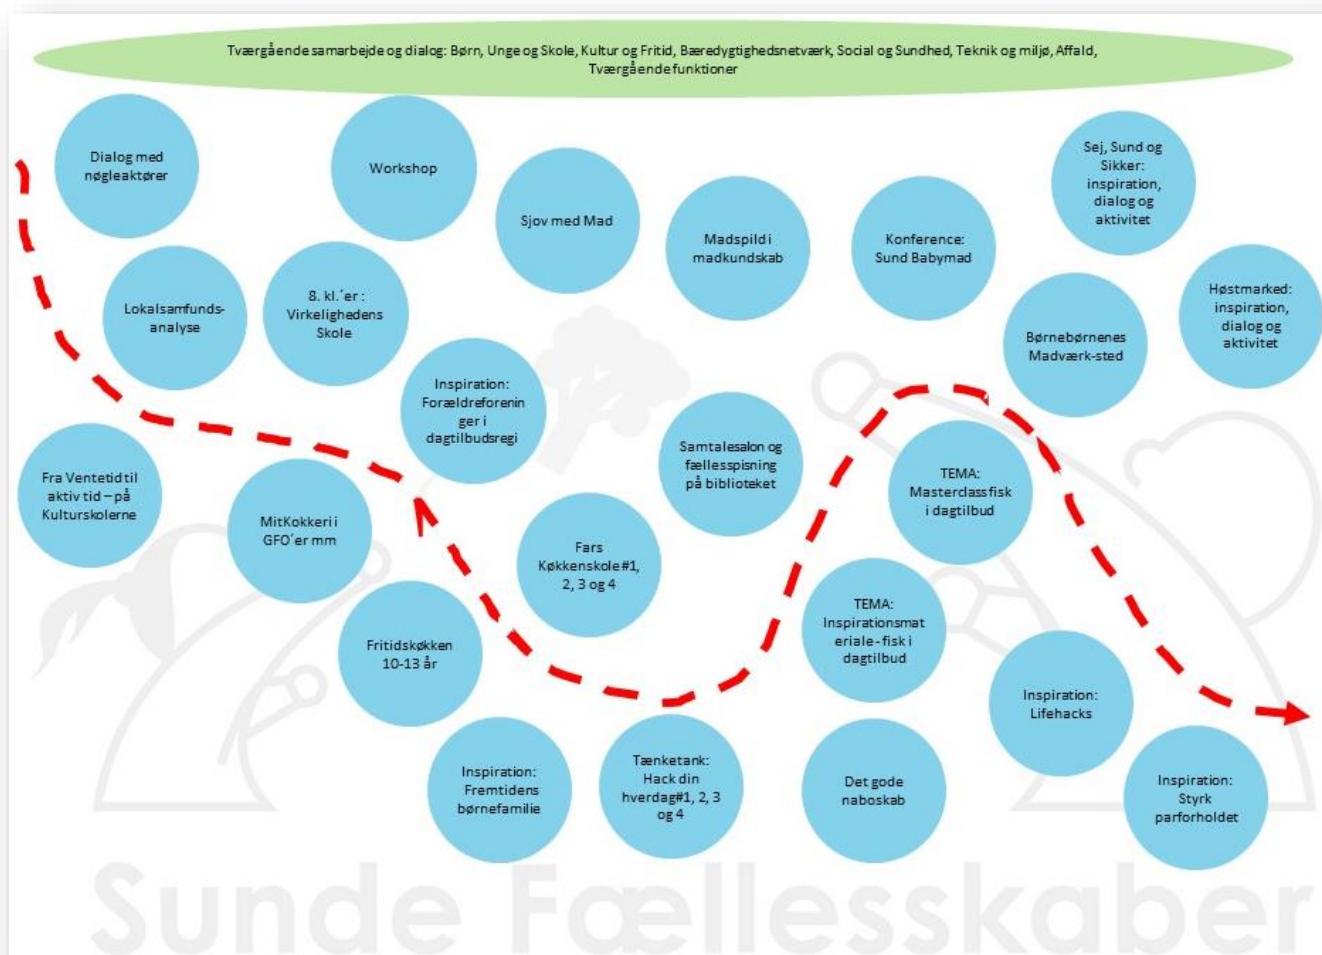 Tværgående samarbejde og dialog: Børn, Unge og Skole, Kultur og Fritid, Bæredygtighedsnetværk, Social og Sundhed, Teknik og miljø, Affald,
Tværgående funktioner
Dialog med
nøgleaktører
Workshop
Sjov med Mad
Madspild i
madkundskab
Konference:
Sund Babymad
Sej, Sund og
Sikker:
inspiration,
dialog og
aktivitet
Lokalsamfunds-
analyse
8. kl.´er :
Virkelighedens
Skole
Inspiration:
Forældreforenin
ger i
dagtilbudsregi
Børnebørnenes
Madværk-sted
Høstmarked:
inspiration,
dialog og
aktivitet
Fra Ventetid til
aktiv tid – på
Kulturskolerne
MitKokkeri i
GFO´er mm
Samtalesalon og
fællesspisning
på biblioteket
TEMA:
Masterclass fisk
i dagtilbud
Fars
Køkkenskole #1,
2, 3 og 4
Fritidskøkken
10-13 år
TEMA:
Inspirationsmat
eriale - fisk i
dagtilbud
Inspiration:
Lifehacks
Inspiration:
Fremtidens
børnefamilie
Tænketank:
Hack din
hverdag#1, 2, 3
og 4
Det gode
naboskab
Inspiration:
Styrk
parforholdet
Sunde Fællesskaber